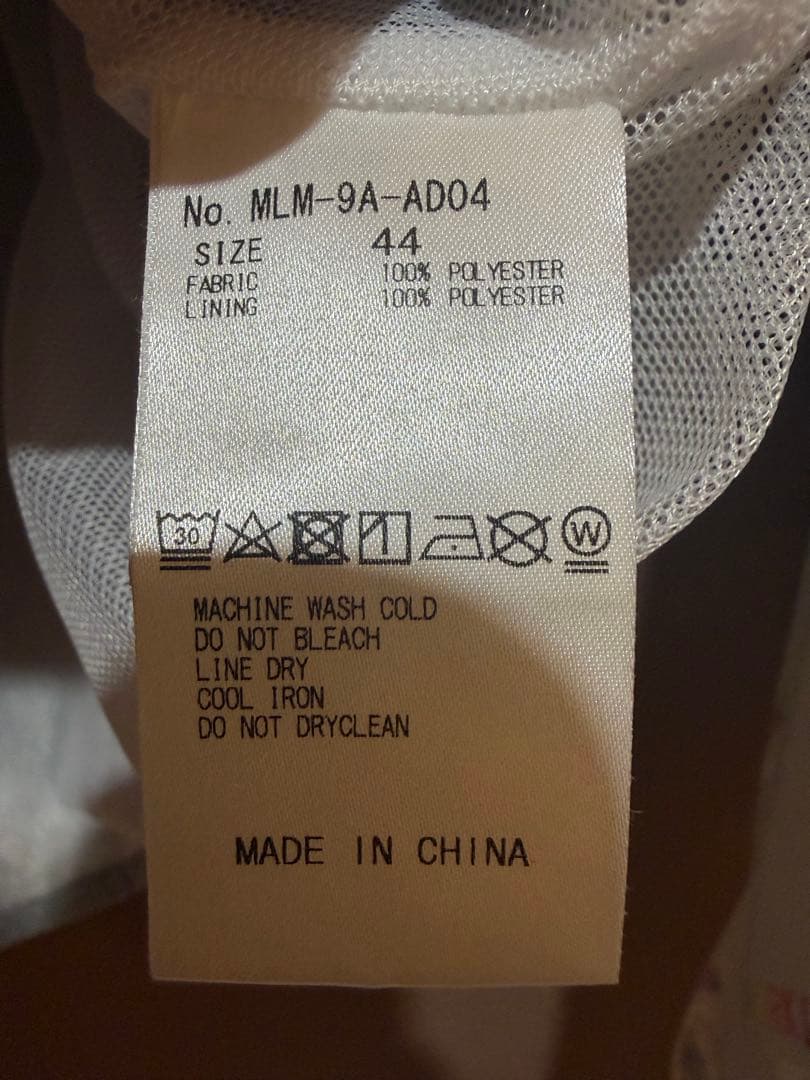 No. MLM-9A-AD04
SIZE 44
FABRIC 100% POLYESTER
LINING 100% POLYESTER
30 W
MACHINE WASH COLD
DO NOT BLEACH
LINE DRY
COOL IRON
DO NOT DRYCLEAN
MADE IN CHINA